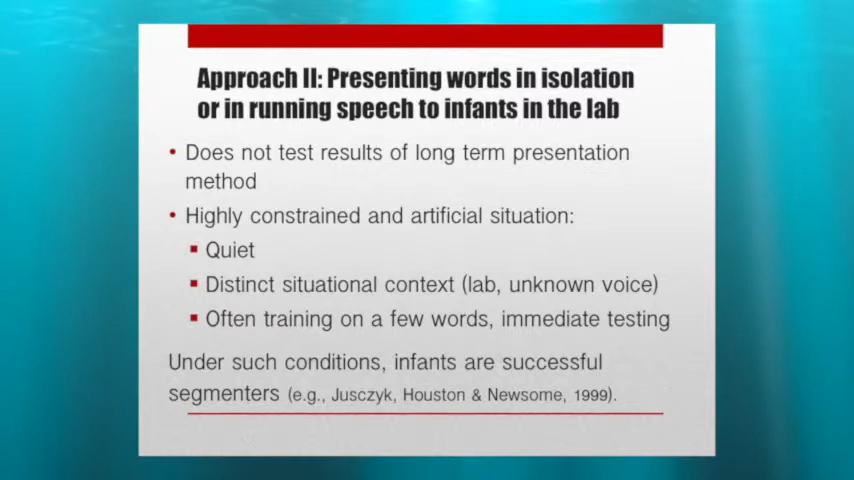 Approach II: Presenting words in isolation
or in running speech to infants in the lab
• Does not test results of long term presentation
method
• Highly constrained and artificial situation:
▪ Quiet
▪ Distinct situational context (lab, unknown voice)
▪ Often training on a few words, immediate testing
Under such conditions, infants are successful
segmenters (e.g., Jusczyk, Houston & Newsome, 1999).